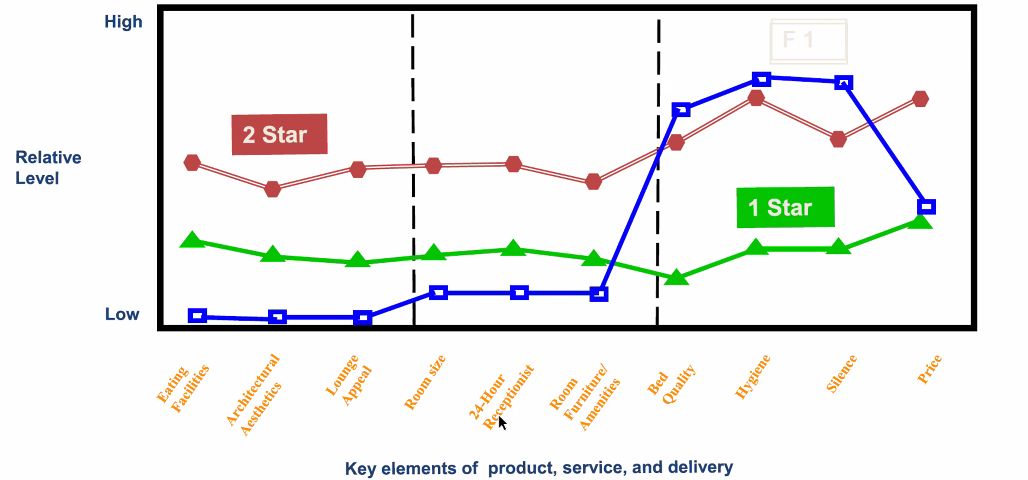 High
F 1
2 Star
Relative
Level
1 Star
Low
Eating
Facilities
Architectural
Aesthetics
Lounge
Appeal
Room size
24-Hour
Receptionist
Room
Furniture/
Amenities
Bed
Quality
Hygiene
Silence
Price
Key elements of product, service, and delivery